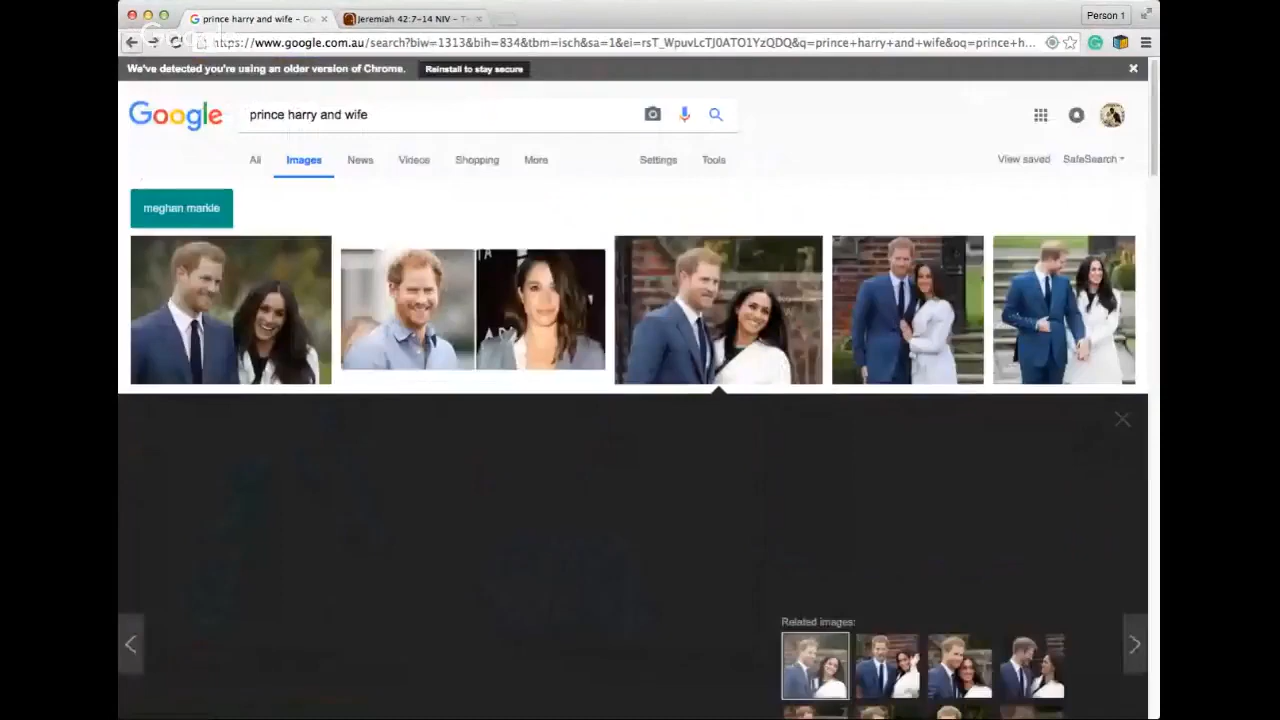 prince harry and wife - Go
Jeremiah 42:7-14 NIV - T
Person 1
https://www.google.com.au/search?biw=1313&bih=834&tbm=isch&sa=1&ei=rsT_WpuvLcTJ0ATO1YzQDQ&q=prince+harry+and+wife&oq=prince+h...
We've detected you're using an older version of Chrome.
Reinstall to stay secure
Google
prince harry and wife
All
Images
News
Videos
Shopping
More
Settings
Tools
View saved
SafeSearch
meghan markle
Related images: